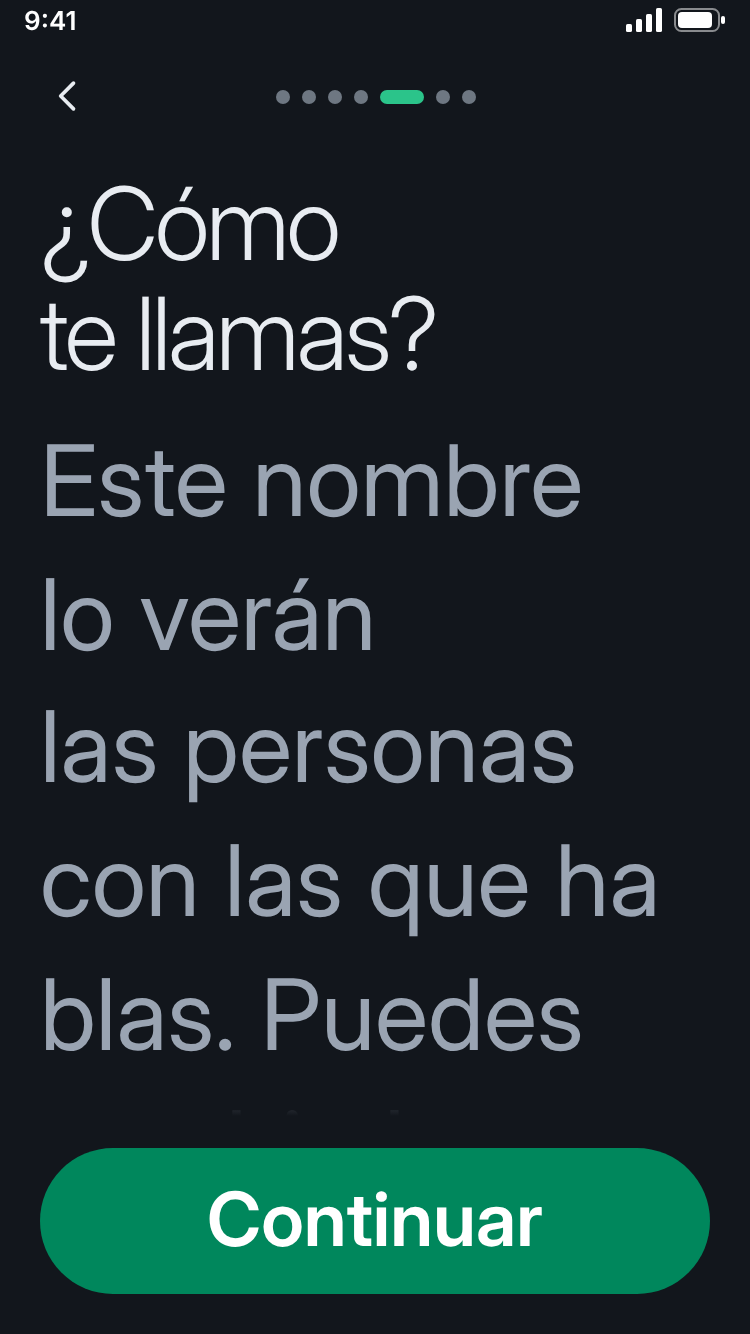 9:41
¿Cómo
te llamas?
Este nombre
lo verán
las personas
con las que ha
blas. Puedes
Continuar